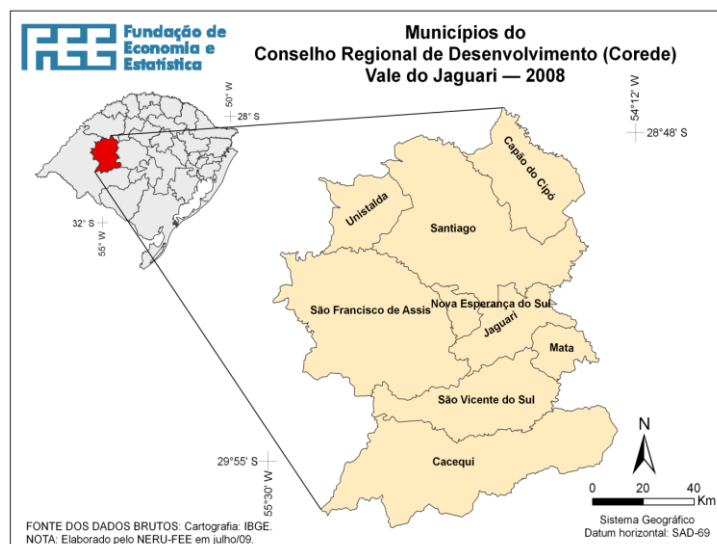 FEE
Fundação de
Economia e
Estatística
Municípios do
Conselho Regional de Desenvolvimento (Corede)
Vale do Jaguari — 2008
50° W
28° S
32° S
55° W
54°12' W
28°48' S
Capão do Cipó
Unistalda
Santiago
São Francisco de Assis
Nova Esperança do Sul
Jaguari
Mata
São Vicente do Sul
Cacequi
29°55' S
55°30' W
N
0 20 40
Km
Sistema Geográfico
Datum horizontal: SAD-69
FONTE DOS DADOS BRUTOS: Cartografia: IBGE.
NOTA: Elaborado pelo NERU-FEE em julho/09.